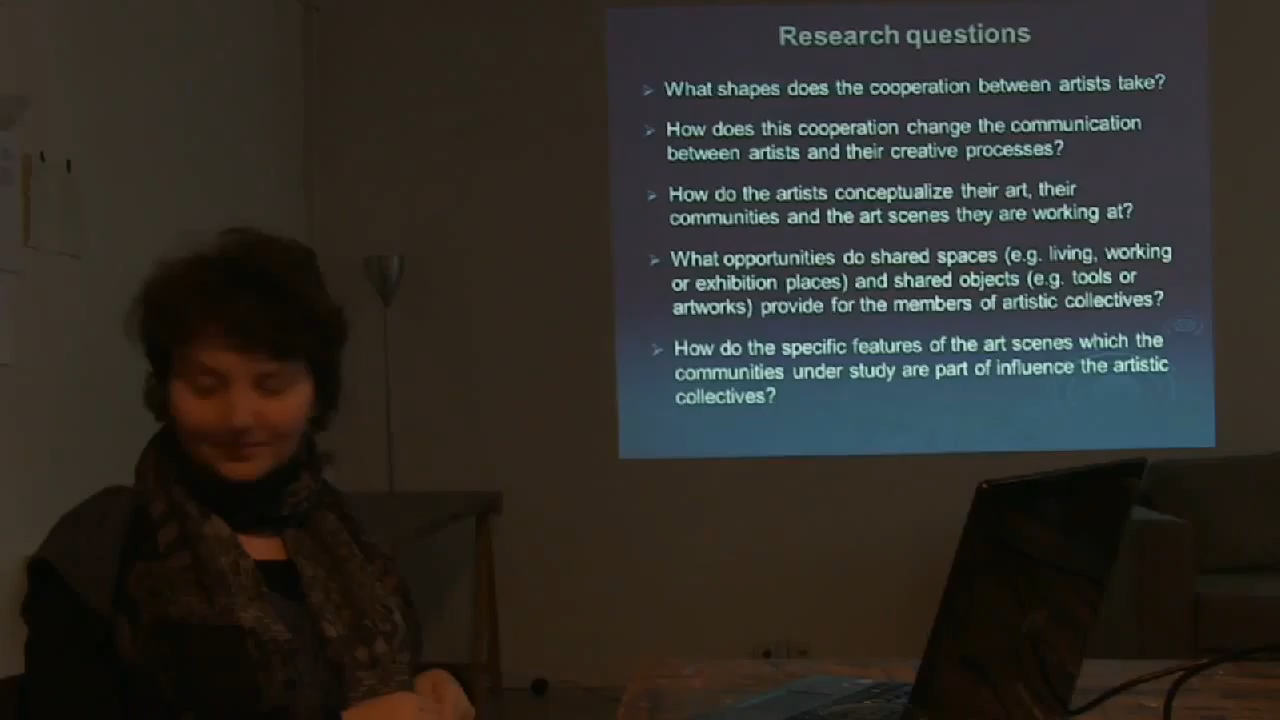 Research questions
What shapes does the cooperation between artists take?
How does this cooperation change the communication
between artists and their creative processes?
How do the artists conceptualize their art, their
communities and the art scenes they are working at?
What opportunities do shared spaces (e.g. living, working
or exhibition places) and shared objects (e.g. tools or
artworks) provide for the members of artistic collectives?
How do the specific features of the art scenes which the
communities under study are part of influence the artistic
collectives?